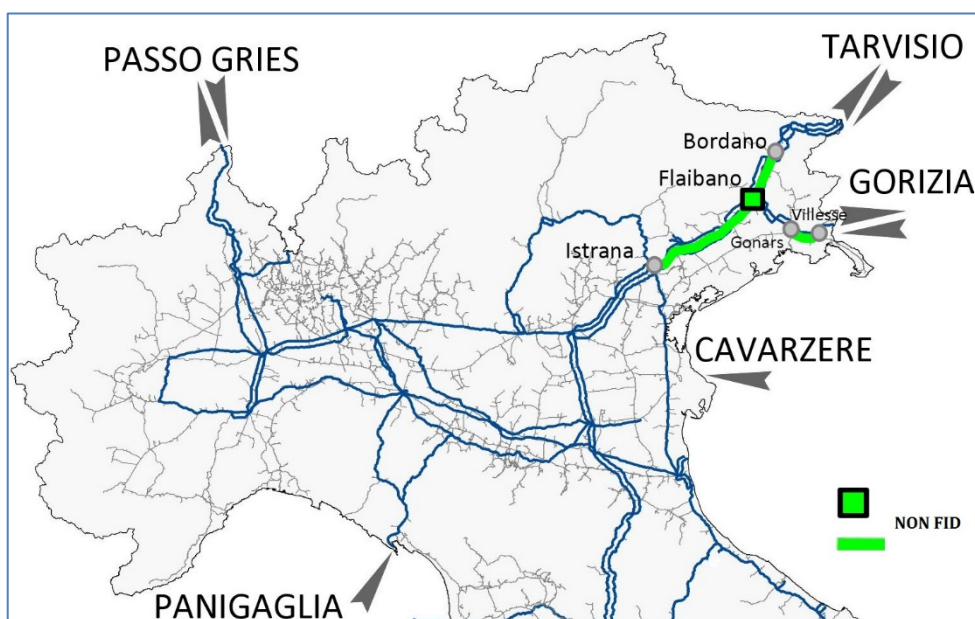 TARVISIO
PASSO GRIES
Bordano
Flaibano
GORIZIA
Villesse
Gonars
Istrana
CAVARZERE
NON FID
PANIGAGLIA